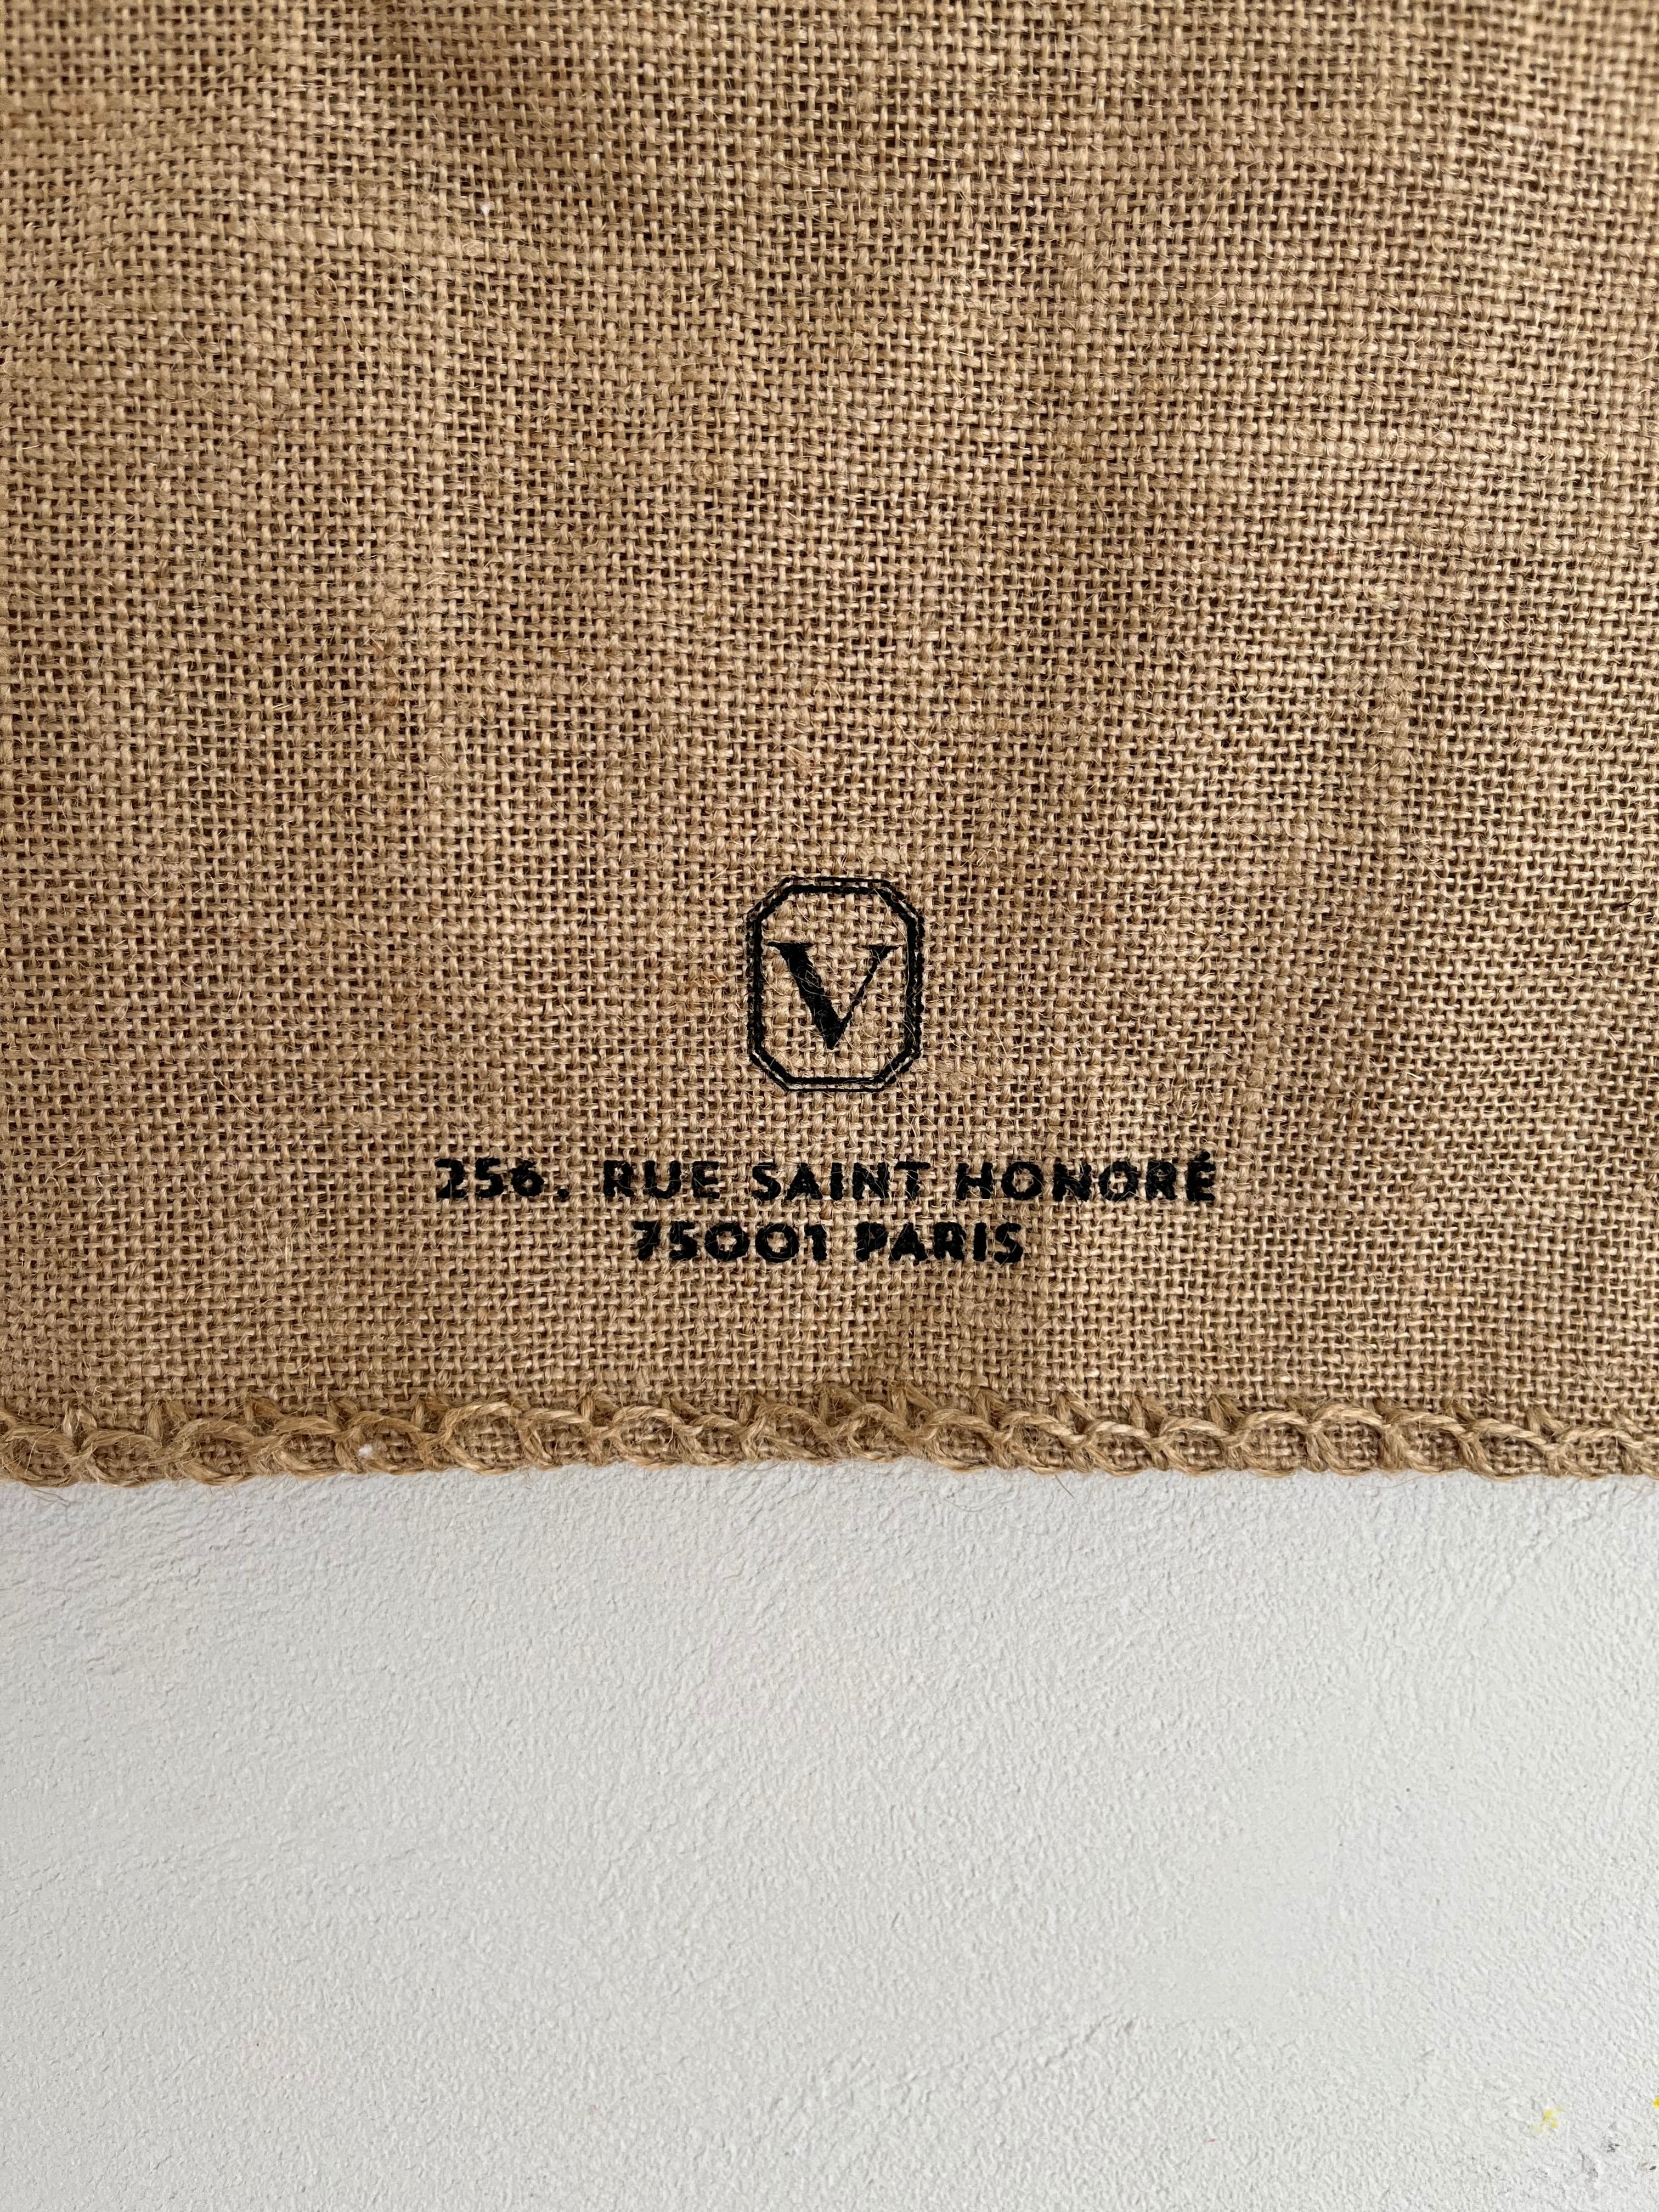 V
256. RUE SAINT HONORÉ
75001 PARIS